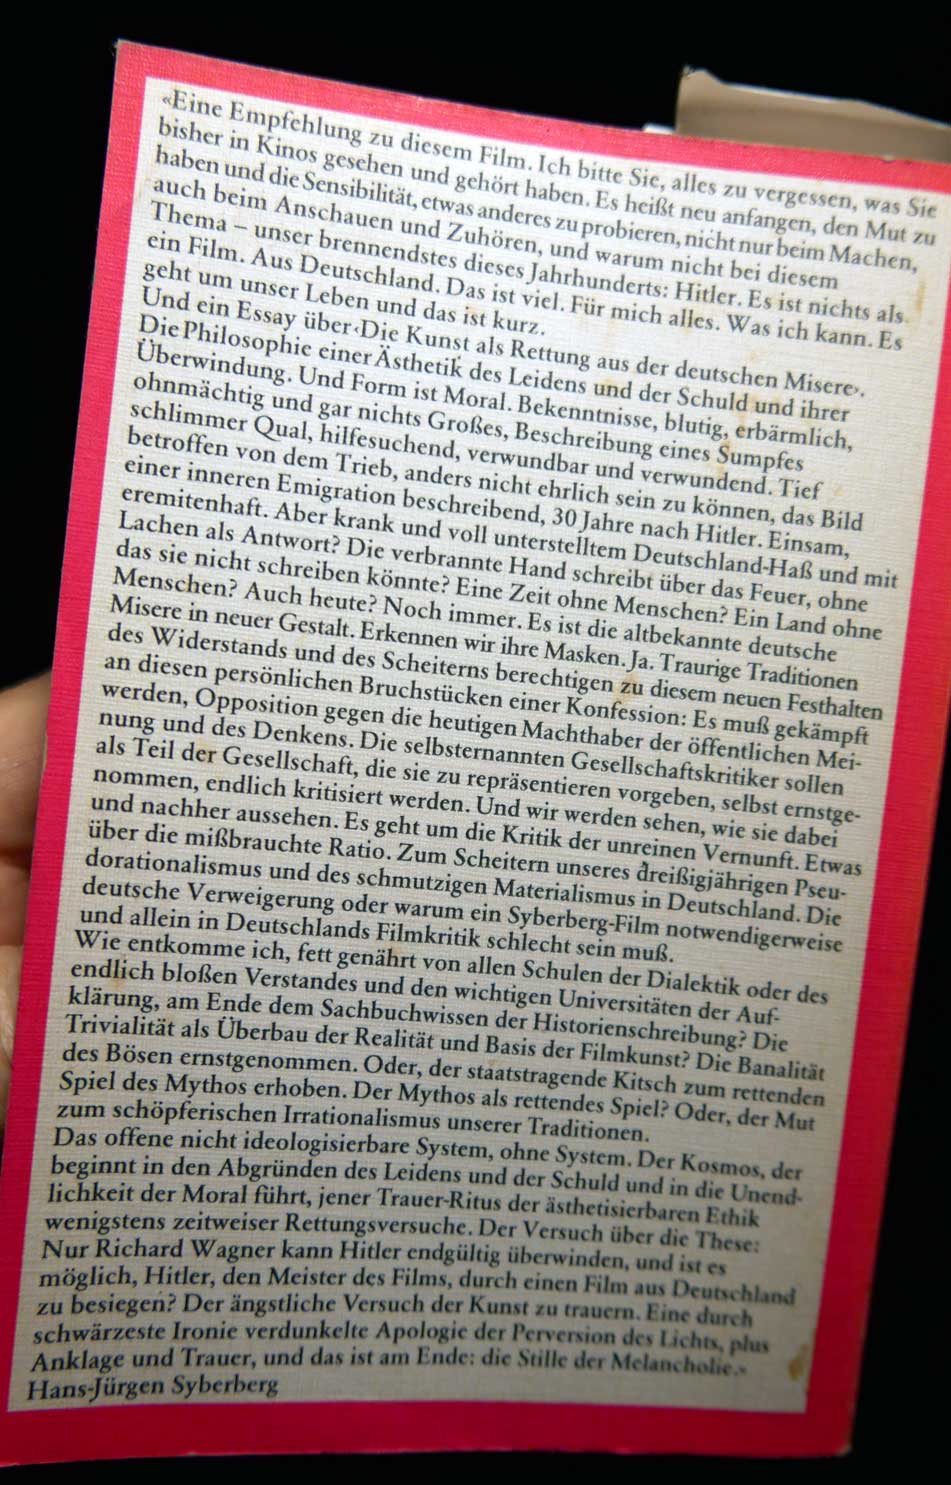 «Eine Empfehlung zu diesem Film. Ich bitte Sie, alles zu vergessen, was Sie
bisher in Kinos gesehen und gehört haben. Es heißt neu anfangen, den Mut zu
haben und die Sensibilität, etwas anderes zu probieren, nicht nur beim Machen,
auch beim Anschauen und Zuhören, und warum nicht bei diesem
Thema – unser brennendstes dieses Jahrhunderts: Hitler. Es ist nichts als
ein Film. Aus Deutschland. Das ist viel. Für mich alles. Was ich kann. Es
geht um unser Leben und das ist kurz.
Und ein Essay über ‹Die Kunst als Rettung aus der deutschen Misere›.
Die Philosophie einer Ästhetik des Leidens und der Schuld und ihrer
Überwindung. Und Form ist Moral. Bekenntnisse, blutig, erbärmlich,
ohnmächtig und gar nichts Großes, Beschreibung eines Sumpfes
schlimmer Qual, hilfesuchend, verwundbar und verwundend. Tief
betroffen von dem Trieb, anders nicht ehrlich sein zu können, das Bild
einer inneren Emigration beschreibend, 30 Jahre nach Hitler. Einsam,
eremitenhaft. Aber krank und voll unterstelltem Deutschland-Haß und mit
Lachen als Antwort? Die verbrannte Hand schreibt über das Feuer, ohne
das sie nicht schreiben könnte? Eine Zeit ohne Menschen? Ein Land ohne
Menschen? Auch heute? Noch immer. Es ist die altbekannte deutsche
Misere in neuer Gestalt. Erkennen wir ihre Masken. Ja. Traurige Traditionen
des Widerstands und des Scheiterns berechtigen zu diesem neuen Festhalten
an diesen persönlichen Bruchstücken einer Konfession: Es muß gekämpft
werden, Opposition gegen die heutigen Machthaber der öffentlichen Mei-
nung und des Denkens. Die selbsternannten Gesellschaftskritiker sollen
als Teil der Gesellschaft, die sie zu repräsentieren vorgeben, selbst ernstge-
nommen, endlich kritisiert werden. Und wir werden sehen, wie sie dabei
und nachher aussehen. Es geht um die Kritik der unreinen Vernunft. Etwas
über die mißbrauchte Ratio. Zum Scheitern unseres dreißigjährigen Pseu-
dorationalismus und des schmutzigen Materialismus in Deutschland. Die
deutsche Verweigerung oder warum ein Syberberg-Film notwendigerweise
und allein in Deutschlands Filmkritik schlecht sein muß.
Wie entkomme ich, fett genährt von allen Schulen der Dialektik oder des
endlich bloßen Verstandes und den wichtigen Universitäten der Auf-
klärung, am Ende dem Sachbuchwissen der Historienschreibung? Die
Trivialität als Überbau der Realität und Basis der Filmkunst? Die Banalität
des Bösen ernstgenommen. Oder, der staatstragende Kitsch zum rettenden
Spiel des Mythos erhoben. Der Mythos als rettendes Spiel? Oder, der Mut
zum schöpferischen Irrationalismus unserer Traditionen.
Das offene nicht ideologisierbare System, ohne System. Der Kosmos, der
beginnt in den Abgründen des Leidens und der Schuld und in die Unend-
lichkeit der Moral führt, jener Trauer-Ritus der ästhetisierbaren Ethik
wenigstens zeitweiser Rettungsversuche. Der Versuch über die These:
Nur Richard Wagner kann Hitler endgültig überwinden, und ist es
möglich, Hitler, den Meister des Films, durch einen Film aus Deutschland
zu besiegen? Der ängstliche Versuch der Kunst zu trauern. Eine durch
schwärzeste Ironie verdunkelte Apologie der Perversion des Lichts, plus
Anklage und Trauer, und das ist am Ende: die Stille der Melancholie.»
Hans-Jürgen Syberberg